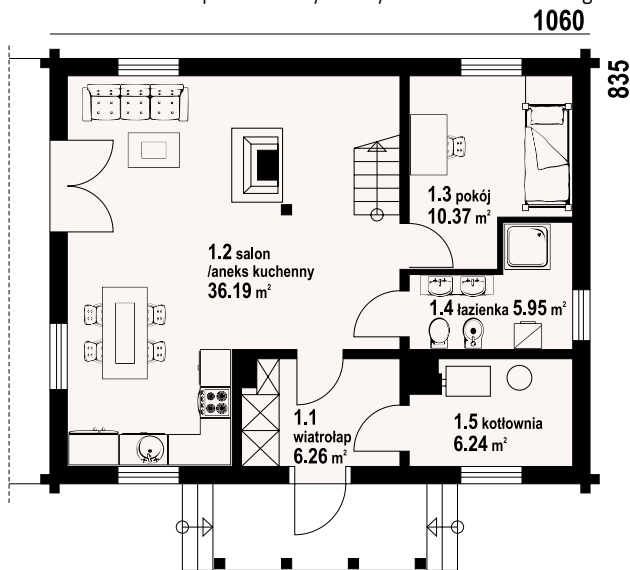 1060
835
1.3 pokój
10.37 m²
1.2 salon
/aneks kuchenny
36.19 m²
1.4 łazienka 5.95 m²
1.1
wiatrołap
6.26 m²
1.5 kotłownia
6.24 m²